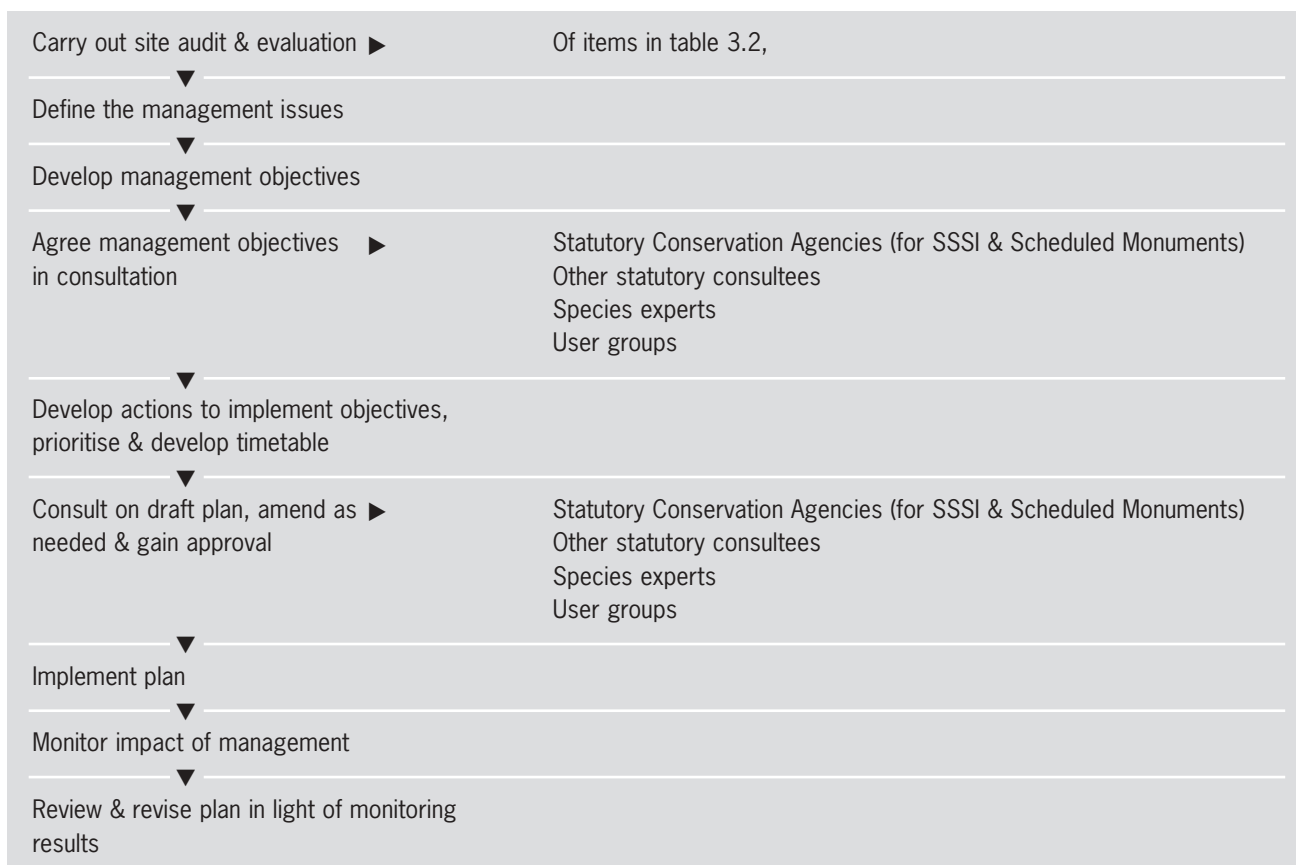 Carry out site audit & evaluation ▶ Of items in table 3.2,
▼
Define the management issues
▼
Develop management objectives
▼
Agree management objectives ▶ Statutory Conservation Agencies (for SSSI & Scheduled Monuments)
in consultation Other statutory consultees
Species experts
User groups
▼
Develop actions to implement objectives,
prioritise & develop timetable
▼
Consult on draft plan, amend as ▶ Statutory Conservation Agencies (for SSSI & Scheduled Monuments)
needed & gain approval Other statutory consultees
Species experts
User groups
▼
Implement plan
▼
Monitor impact of management
▼
Review & revise plan in light of monitoring
results